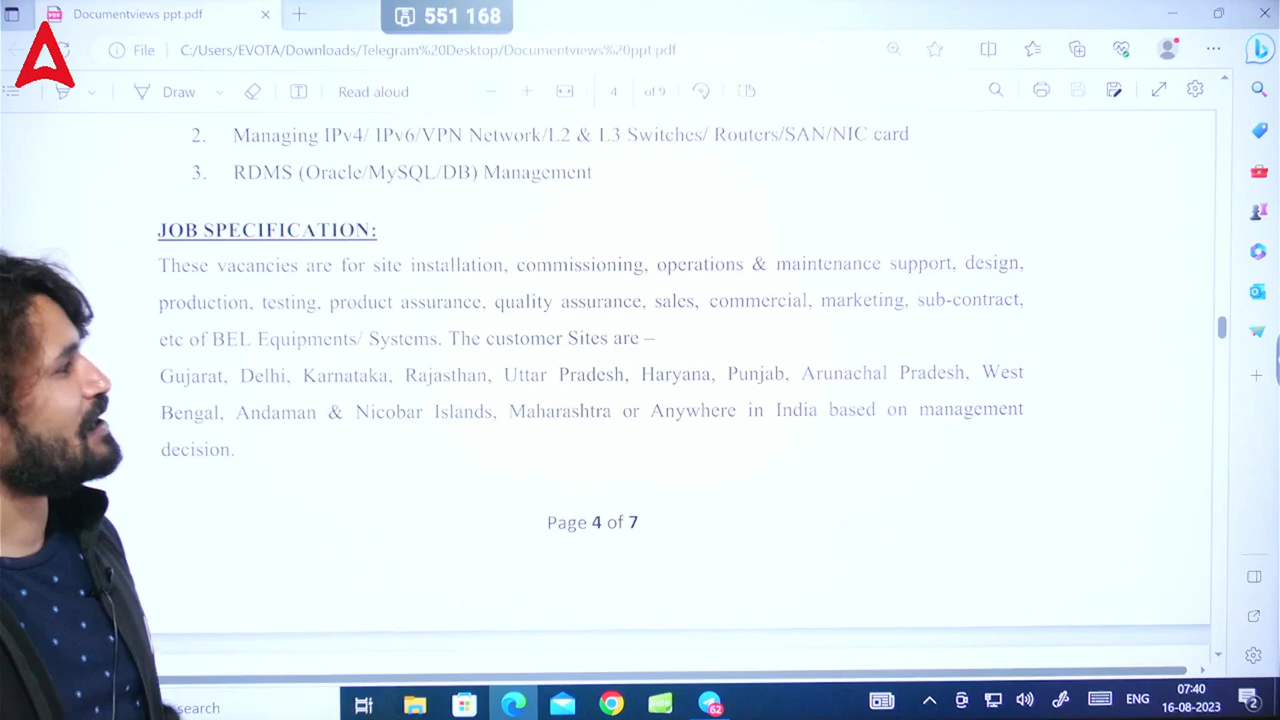 Documentviews ppt.pdf
551 168
File
C:/Users/EVOTA/Downloads/Telegram%20Desktop/Documentviews%20ppt.pdf
Draw
Read aloud
4
of 9
2. Managing IPv4/ IPv6/VPN Network/L2 & L3 Switches/ Routers/SAN/NIC card
3. RDMS (Oracle/MySQL/DB) Management
JOB SPECIFICATION:
These vacancies are for site installation, commissioning, operations & maintenance support, design,
production, testing, product assurance, quality assurance, sales, commercial, marketing, sub-contract,
etc of BEL Equipments/ Systems. The customer Sites are –
Gujarat, Delhi, Karnataka, Rajasthan, Uttar Pradesh, Haryana, Punjab, Arunachal Pradesh, West
Bengal, Andaman & Nicobar Islands, Maharashtra or Anywhere in India based on management
decision.
Page 4 of 7
search
62
ENG
07:40
16-08-2023
2